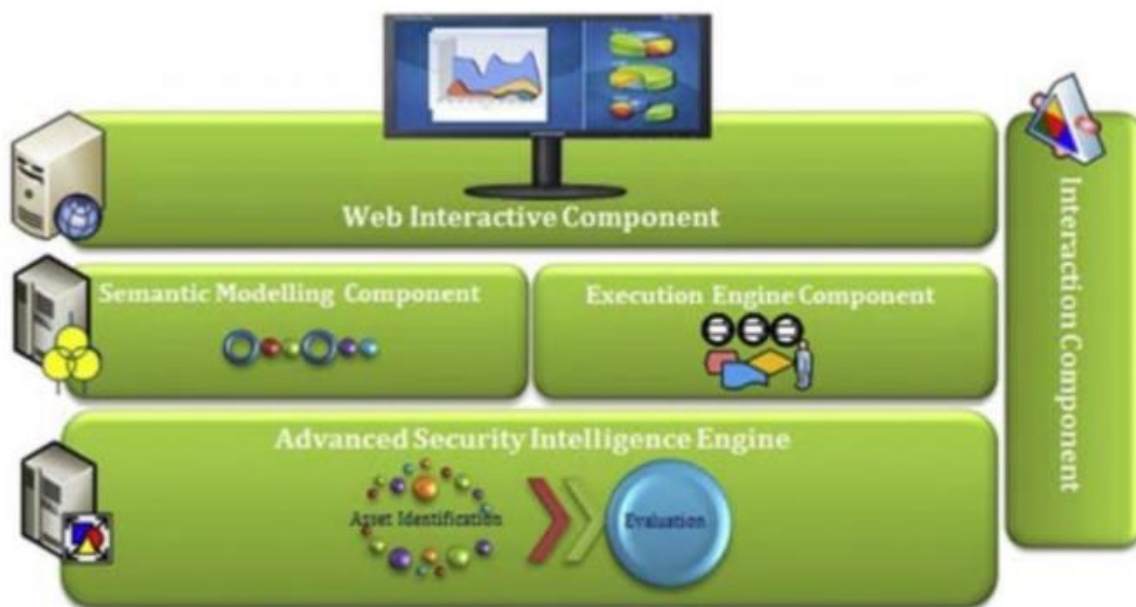 Web Interactive Component
Semantic Modelling Component
Execution Engine Component
Advanced Security Intelligence Engine
Asset Identification
Evaluation
Interaction Component